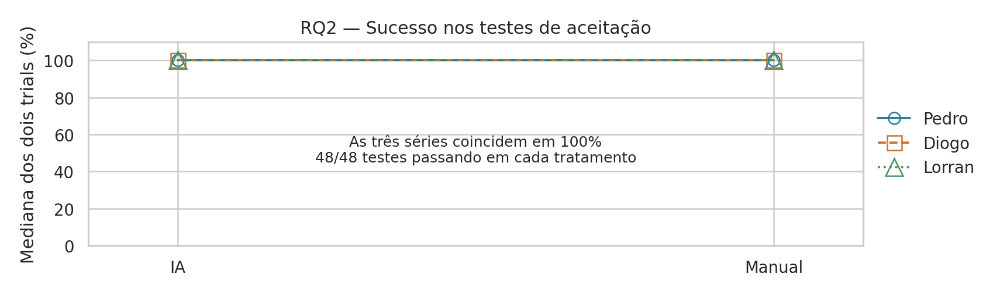 RQ2 — Sucesso nos testes de aceitação
Mediana dos dois trials (%)
100
80
60
40
20
0
As três séries coincidem em 100%
48/48 testes passando em cada tratamento
IA
Manual
Pedro
Diogo
Lorran